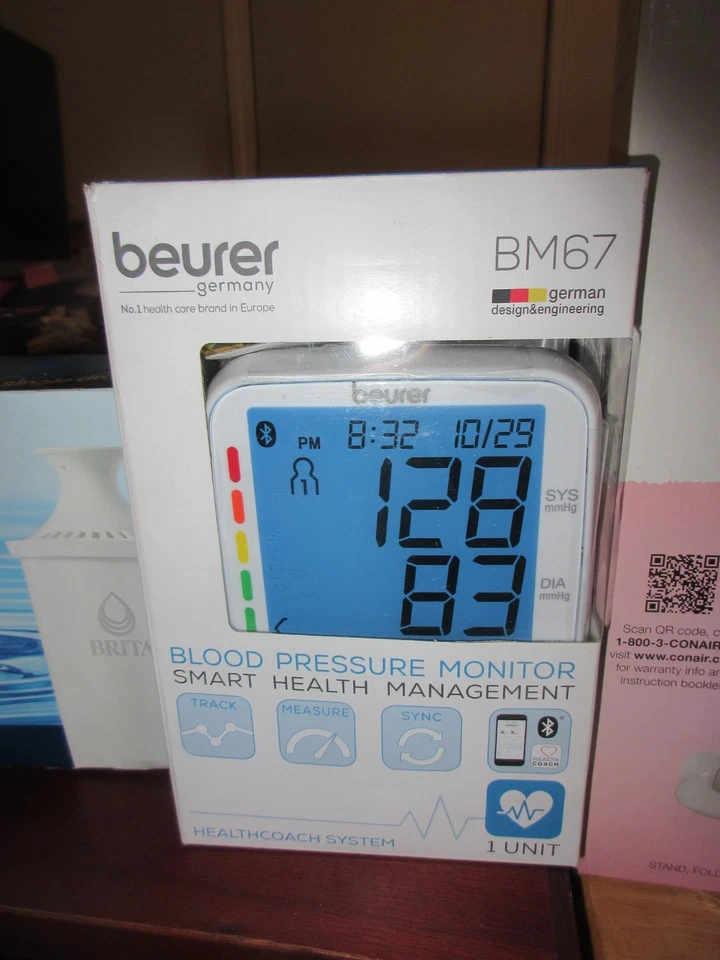 beurer
germany
No.1 health care brand in Europe
BM67
german
design&engineering
beurer
PM 8:32 10/29
1
128
SYS
mmHg
83
DIA
mmHg
BLOOD PRESSURE MONITOR
SMART HEALTH MANAGEMENT
TRACK
MEASURE
SYNC
HEALTH
COACH
HEALTHCOACH SYSTEM
1 UNIT
BRITA
Scan QR code, c
1-800-3-CONAIR
visit www.conair.c
for warranty info an
instruction bookle
STAND, FOLD